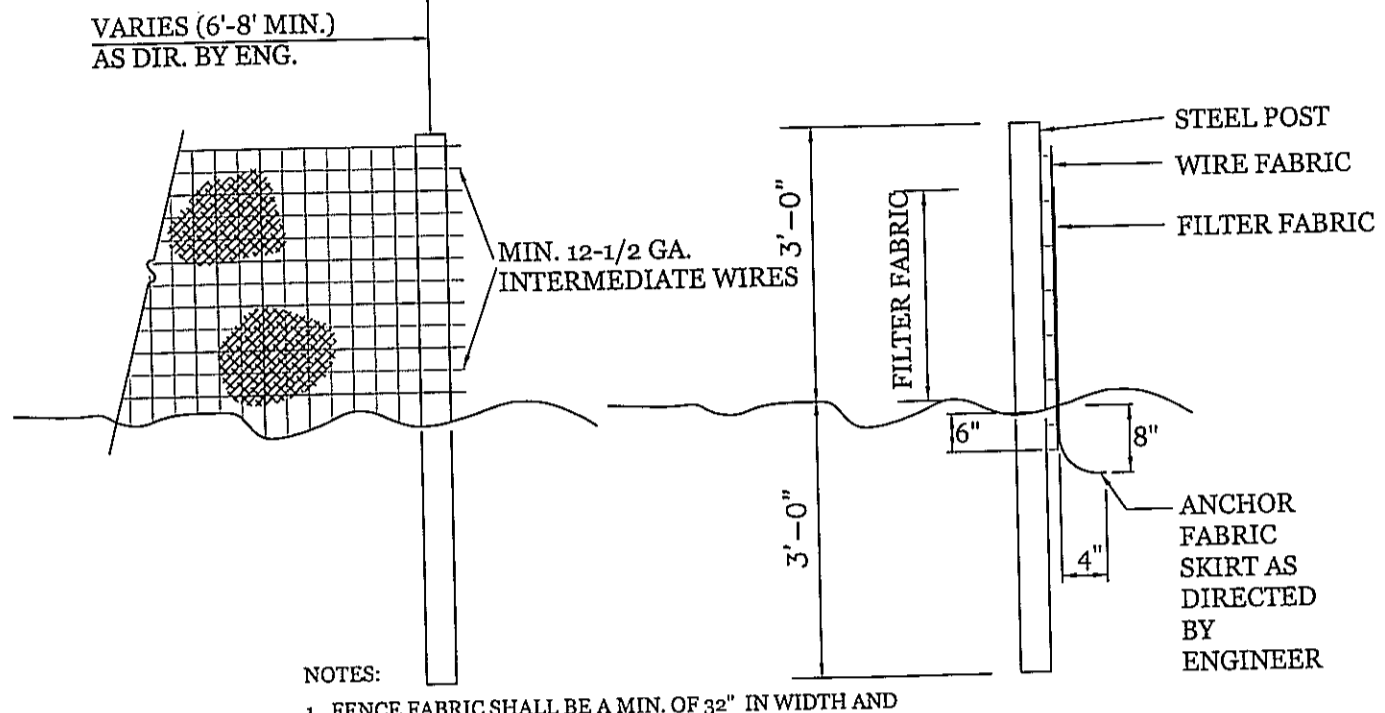 VARIES (6'-8' MIN.)
AS DIR. BY ENG.
MIN. 12-1/2 GA.
INTERMEDIATE WIRES
3'-0"
FILTER FABRIC
3'-0"
6"
8"
4"
STEEL POST
WIRE FABRIC
FILTER FABRIC
ANCHOR
FABRIC
SKIRT AS
DIRECTED
BY
ENGINEER
NOTES:
1. FENCE FABRIC SHALL BE A MIN. OF 32" IN WIDTH AND